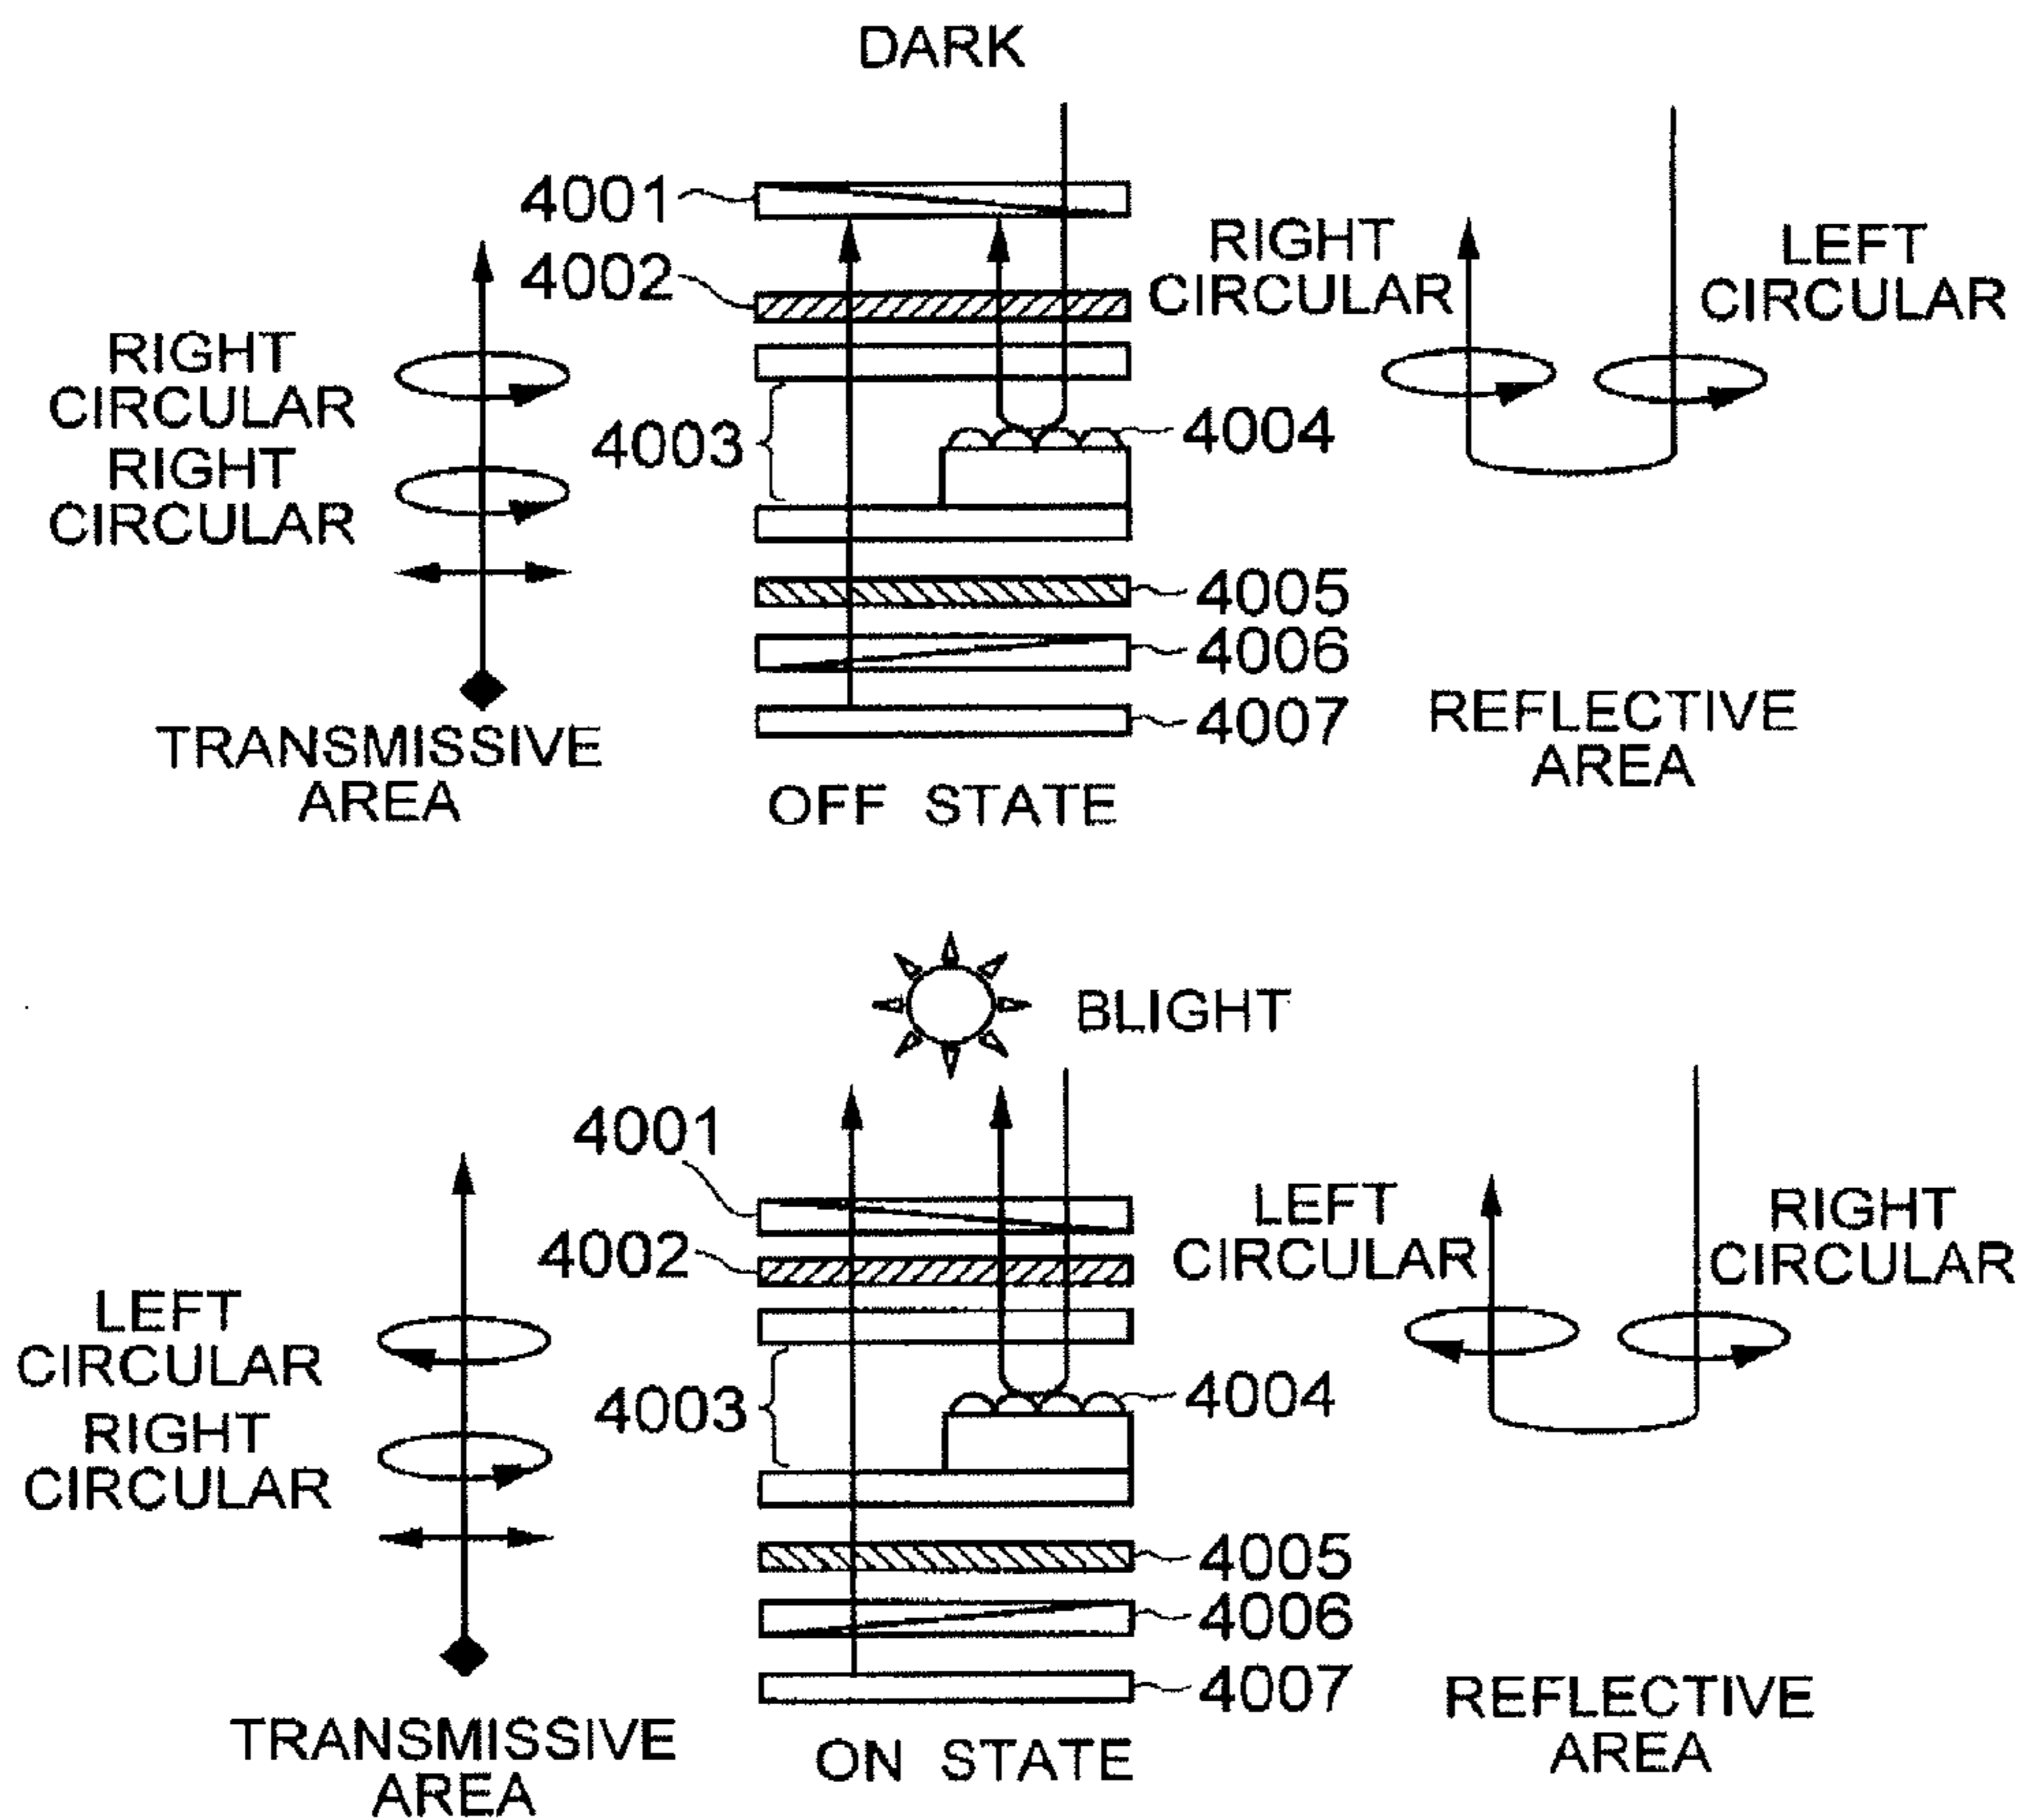 DARK
4001
4002
RIGHT
CIRCULAR
LEFT
CIRCULAR
RIGHT
CIRCULAR
4003
4004
RIGHT
CIRCULAR
4005
4006
4007
TRANSMISSIVE
AREA
REFLECTIVE
AREA
OFF STATE
BLIGHT
4001
4002
LEFT
CIRCULAR
RIGHT
CIRCULAR
LEFT
CIRCULAR
4003
4004
RIGHT
CIRCULAR
4005
4006
4007
TRANSMISSIVE
AREA
REFLECTIVE
AREA
ON STATE